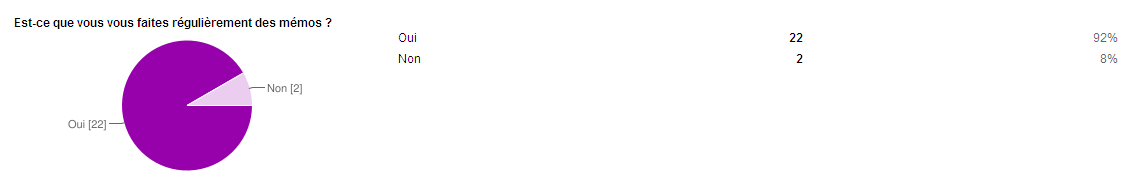 Est-ce que vous vous faites régulièrement des mémos ?
Oui 22 92%
Non 2 8%
Non [2]
Oui [22]